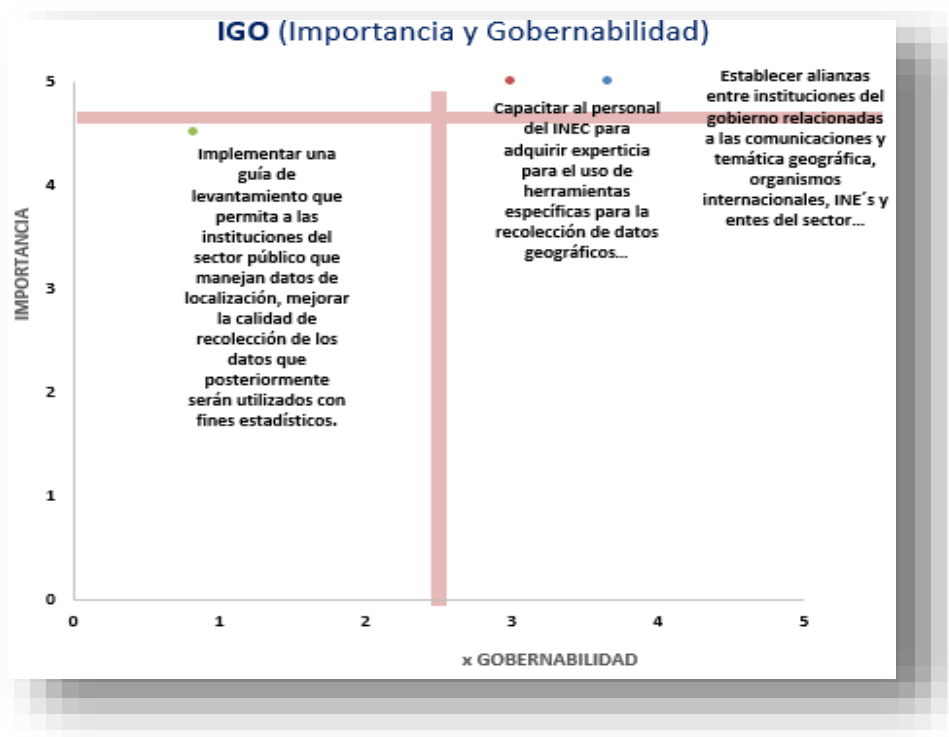 IGO (Importancia y Gobernabilidad)
5
4
3
2
1
0
IMPORTANCIA
Implementar una
guía de
levantamiento que
permita a las
instituciones del
sector público que
manejan datos de
localización, mejorar
la calidad de
recolección de los
datos que
posteriormente
serán utilizados con
fines estadísticos.
Capacitar al personal
del INEC para
adquirir experticia
para el uso de
herramientas
específicas para la
recolección de datos
geográficos...
Establecer alianzas
entre instituciones del
gobierno relacionadas
a las comunicaciones y
temática geográfica,
organismos
internacionales, INE´s y
entes del sector...
0 1 2 3 4 5
x GOBERNABILIDAD